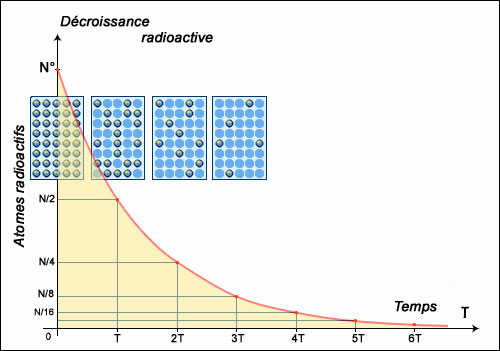 Décroissance
radioactive
N°
Atomes radioactifs
N/2
N/4
N/8
N/16
Temps
T
0
T
2T
3T
4T
5T
6T